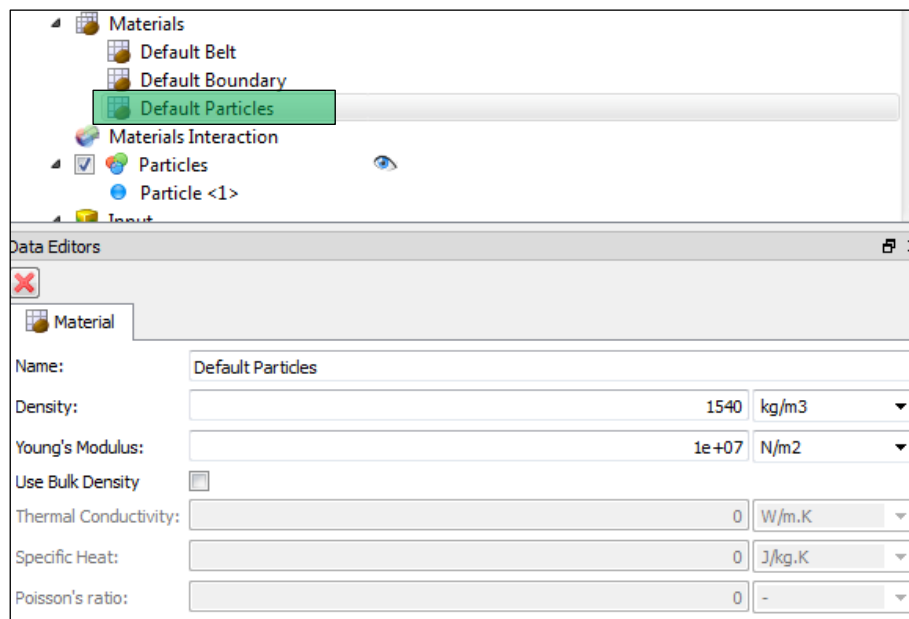 Materials
Default Belt
Default Boundary
Default Particles
Materials Interaction
Particles
Particle <1>
Input
Data Editors
Material
Name: Default Particles
Density: 1540 kg/m3
Young's Modulus: 1e+07 N/m2
Use Bulk Density
Thermal Conductivity: 0 W/m.K
Specific Heat: 0 J/kg.K
Poisson's ratio: 0 -